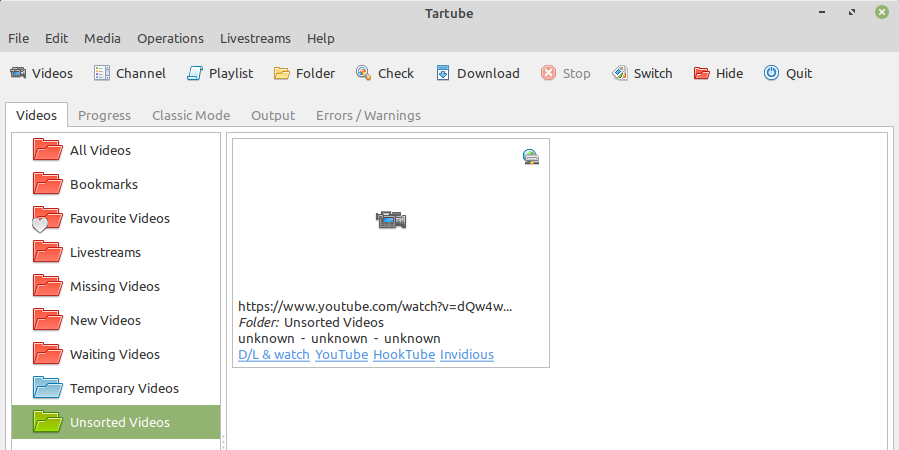 Tartube
File Edit Media Operations Livestreams Help
Videos Channel Playlist Folder Check Download Stop Switch Hide Quit
Videos Progress Classic Mode Output Errors / Warnings
All Videos
Bookmarks
Favourite Videos
Livestreams
Missing Videos
New Videos
Waiting Videos
Temporary Videos
Unsorted Videos
https://www.youtube.com/watch?v=dQw4w...
Folder: Unsorted Videos
unknown - unknown - unknown
D/L & watch YouTube HookTube Invidious